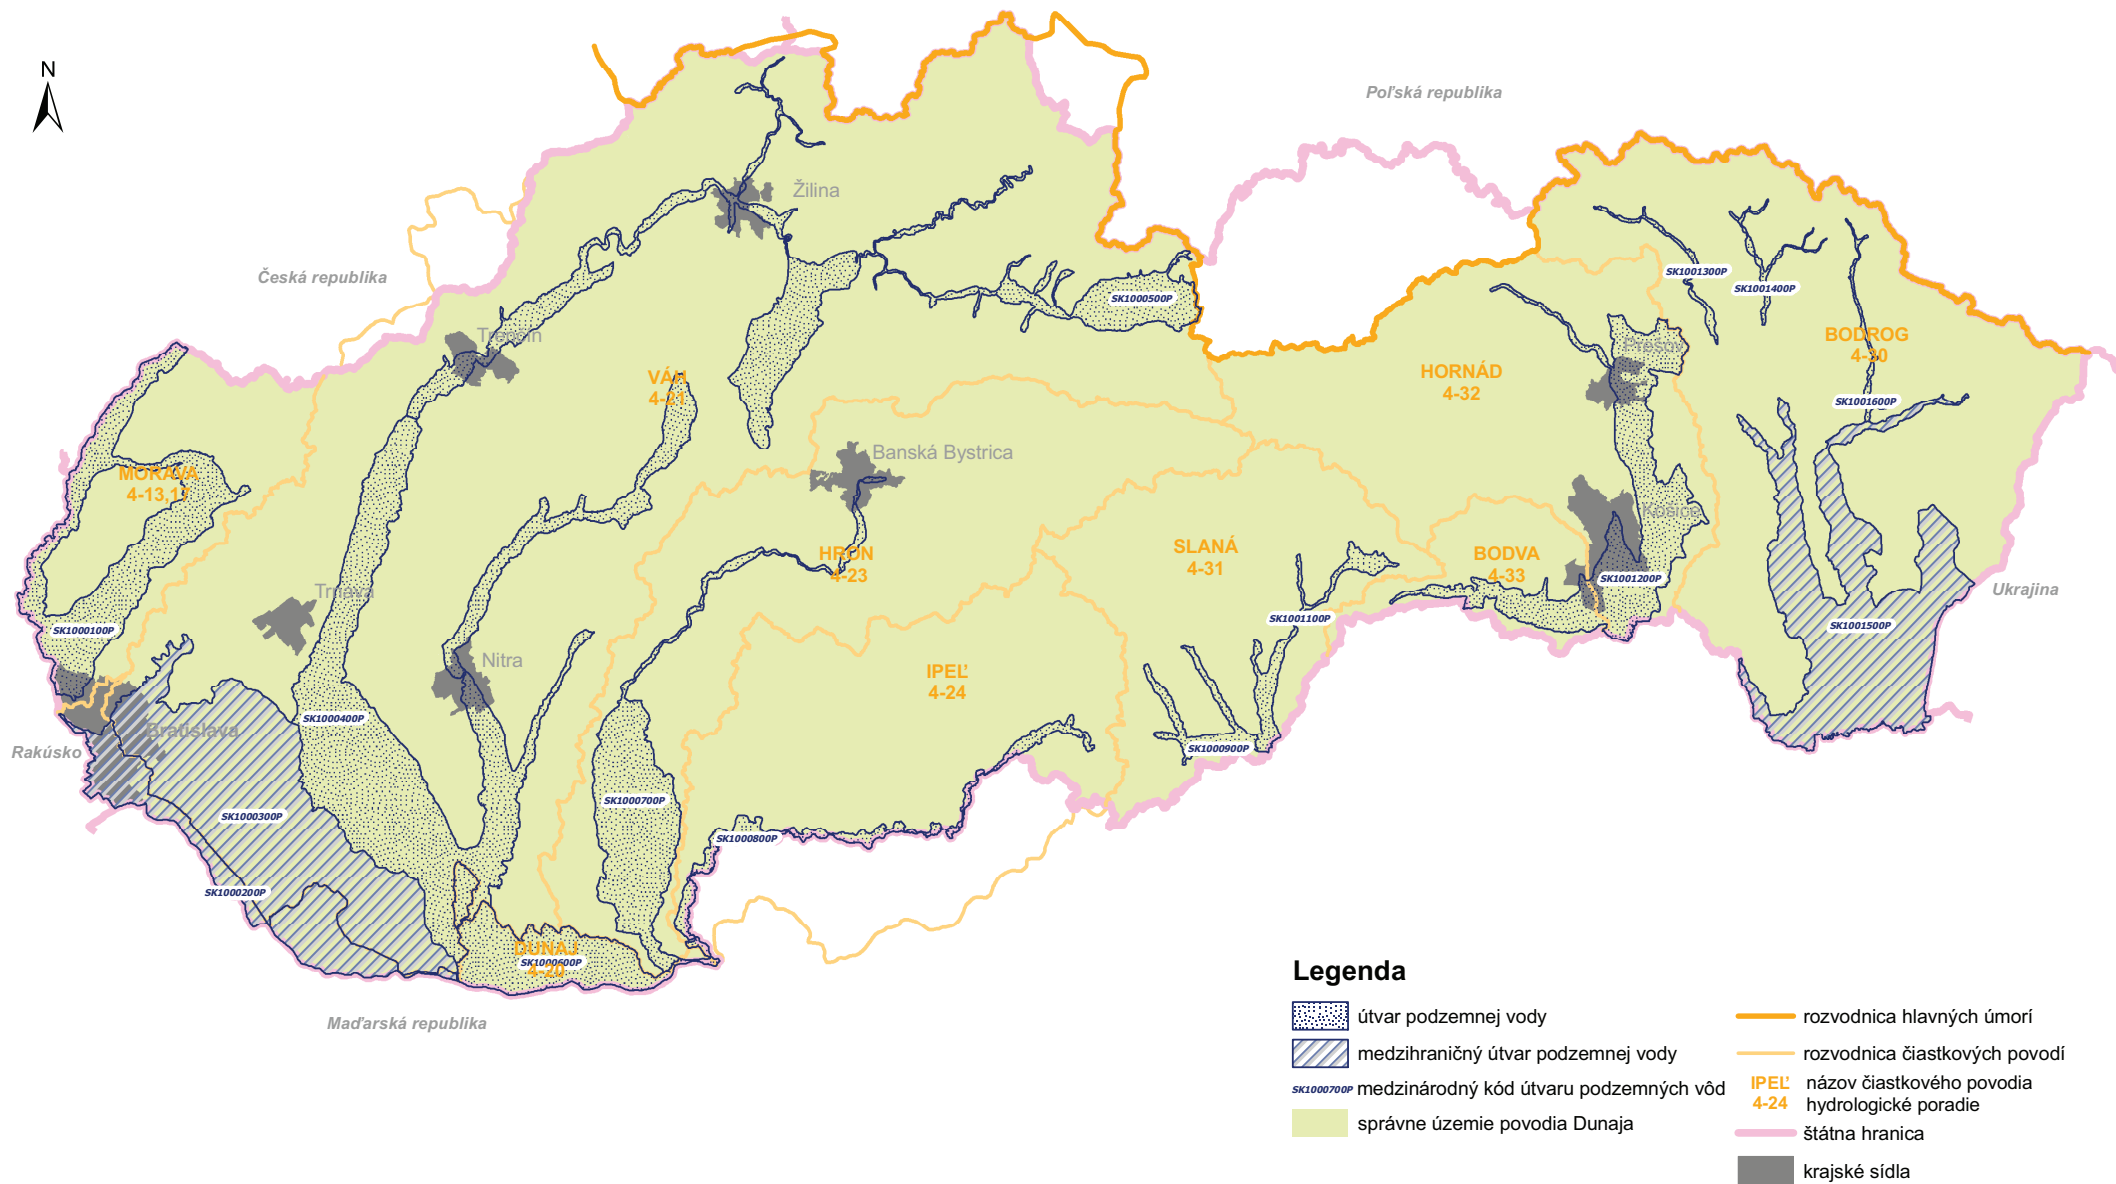 N
Poľská republika
Žilina
Česká republika
SK1001300P
SK1001400P
SK1000500P
Trenčín
BODROG
4-30
Prešov
HORNÁD
4-32
VÁH
4-21
SK1001600P
Banská Bystrica
MORAVA
4-13,17
Košice
SLANÁ
4-31
BODVA
4-33
HRON
4-23
SK1001200P
Ukrajina
Trnava
SK1001100P
SK1001500P
SK1000100P
Nitra
IPEĽ
4-24
SK1000400P
Bratislava
Rakúsko
SK1000900P
SK1000700P
SK1000300P
SK1000800P
SK1000200P
DUNAJ
4-20
SK1000600P
Maďarská republika
Legenda
útvar podzemnej vody
medzihraničný útvar podzemnej vody
SK1000700P medzinárodný kód útvaru podzemných vôd
správne územie povodia Dunaja
rozvodnica hlavných úmorí
rozvodnica čiastkových povodí
IPEĽ názov čiastkového povodia
4-24 hydrologické poradie
štátna hranica
krajské sídla